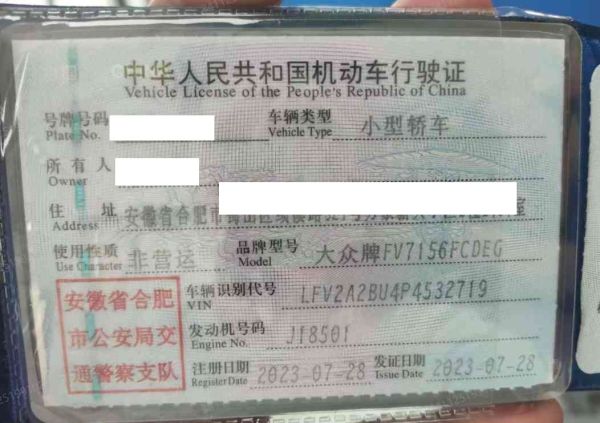 中华人民共和国机动车行驶证
Vehicle License of the People's Republic of China
号牌号码 车辆类型 小型轿车
Plate No. Vehicle Type
所有人
Owner
住址 安徽省合肥市 室
Address
使用性质 非营运 品牌型号 大众牌FV7156FCDEG
Use Character Model
安徽省合肥
市公安局交
通警察支队
车辆识别代号 LFV2A2BU4P4532719
VIN
发动机号码 J18501
Engine No.
注册日期 2023-07-28 发证日期 2023-07-28
Register Date Issue Date